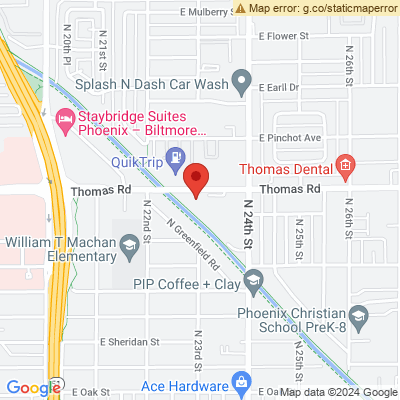 Map error: g.co/staticmaperror
E Mulberry St
N 20th Pl
N 21st St
E Flower St
N 26th St
Splash N Dash Car Wash
E Earll Dr
Staybridge Suites
Phoenix – Biltmore...
E Pinchot Ave
QuikTrip
Thomas Dental
Thomas Rd
Thomas Rd
N 22nd St
N Greenfield Rd
N 24th St
N 25th St
N 26th St
William T Machan
Elementary
PIP Coffee + Clay
Phoenix Christian
School PreK-8
E Sheridan St
N 23rd St
N 25th St
Ace Hardware
E Oak St
E Oak St
Google
Map data ©2024 Google